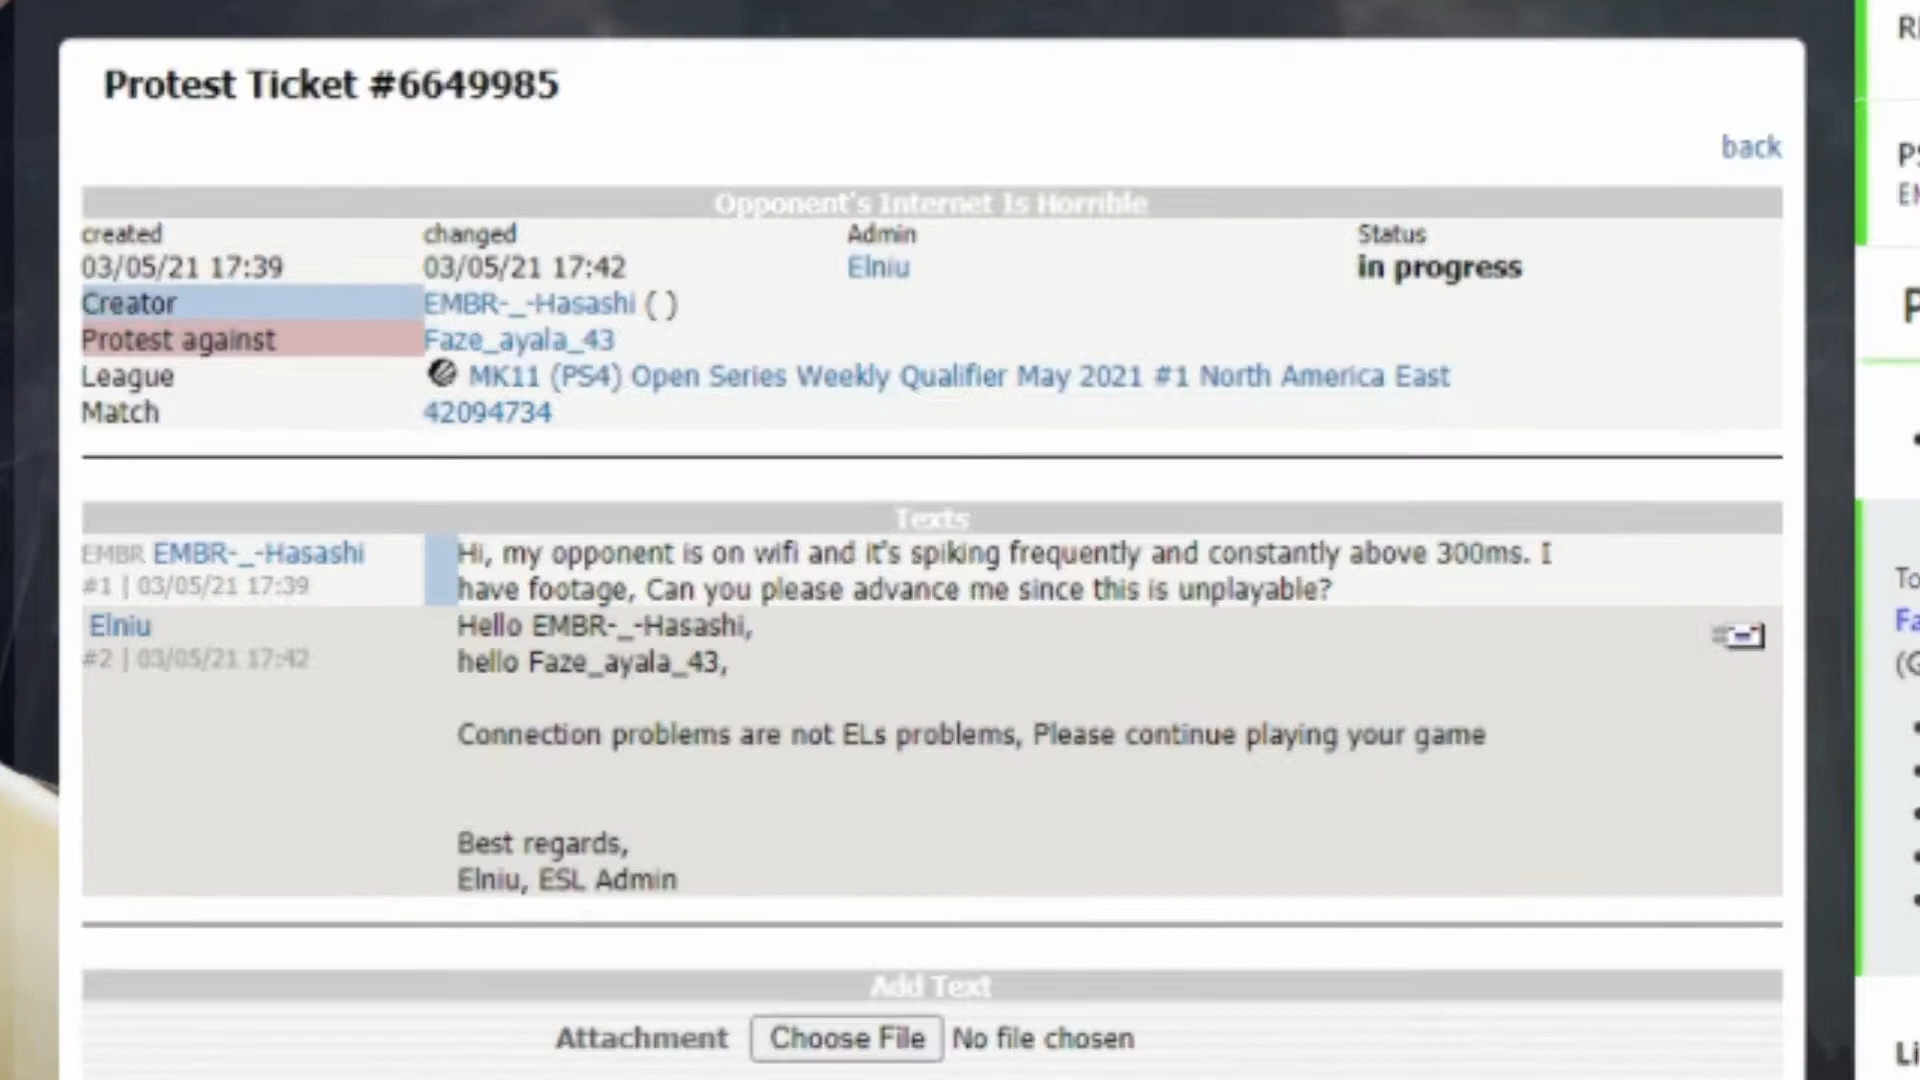 Protest Ticket #6649985
back
Opponent's Internet Is Horrible
created changed Admin Status
03/05/21 17:39 03/05/21 17:42 Elniu in progress
Creator EMBR-_-Hasashi ( )
Protest against Faze_ayala_43
League MK11 (PS4) Open Series Weekly Qualifier May 2021 #1 North America East
Match 42094734
Texts
EMBR EMBR-_-Hasashi Hi, my opponent is on wifi and it's spiking frequently and constantly above 300ms. I
#1 | 03/05/21 17:39 have footage, Can you please advance me since this is unplayable?
Elniu Hello EMBR-_-Hasashi,
#2 | 03/05/21 17:42 hello Faze_ayala_43,
Connection problems are not ELs problems, Please continue playing your game
Best regards,
Elniu, ESL Admin
Add Text
Attachment Choose File No file chosen